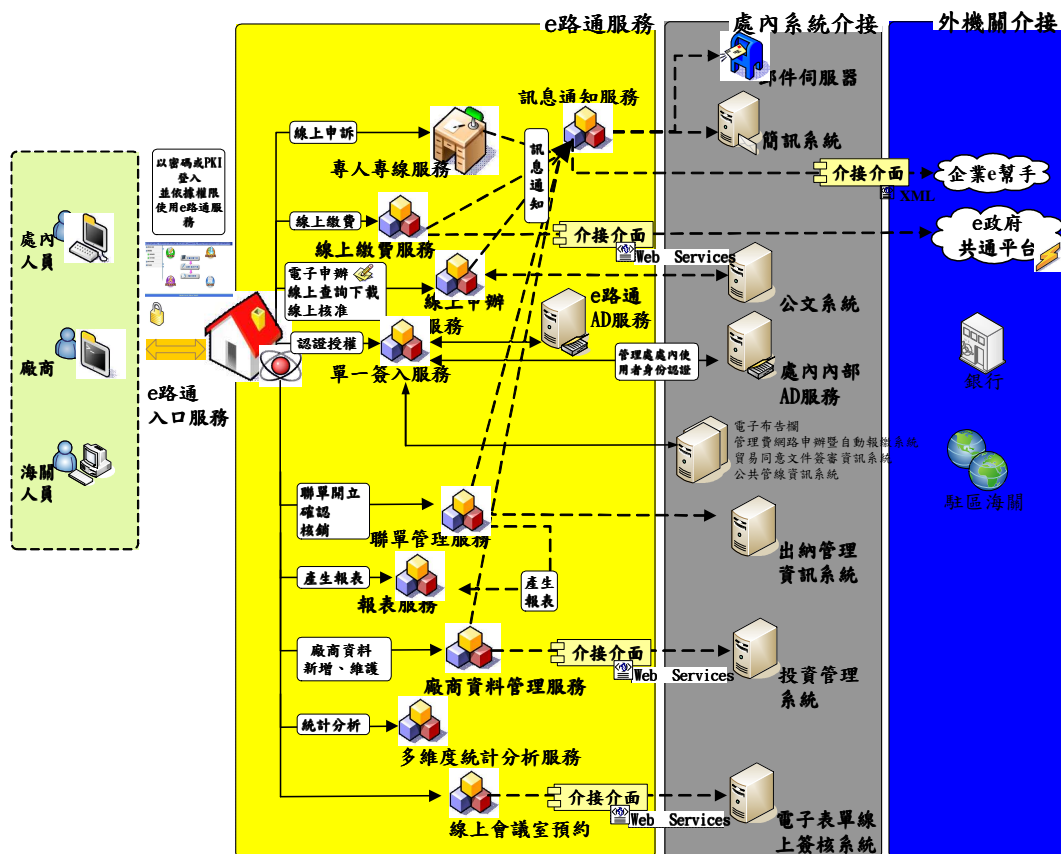 e路通服務
處內系統介接
外機關介接
郵件伺服器
訊息通知服務
線上申訴
專人專線服務
訊
息
通
知
簡訊系統
以密碼或PKI
登入
並依據權限
使用e路通服
務
介接介面
XML
企業e幫手
處內
人員
線上繳費
線上繳費服務
介接介面
Web Services
e政府
共通平台
電子申辦
線上查詢下載
線上核准
線上申辦
服務
e路通
AD服務
公文系統
認證授權
單一簽入服務
管理處處內使
用者身份認證
處內內部
AD服務
廠商
e路通
入口服務
銀行
電子布告欄
管理費網路申辦暨自動報繳系統
貿易同意文件簽審資訊系統
公共管線資訊系統
海關
人員
聯單開立
確認
核銷
聯單管理服務
駐區海關
出納管理
資訊系統
產生報表
報表服務
產生
報表
廠商資料
新增、維護
廠商資料管理服務
介接介面
Web Services
投資管理
系統
統計分析
多維度統計分析服務
線上會議室預約
介接介面
Web Services
電子表單線
上簽核系統